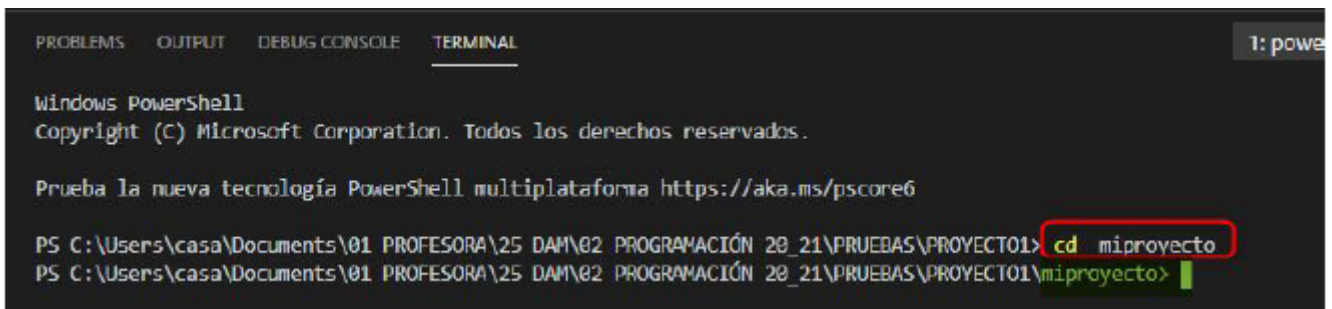 PROBLEMS OUTPUT DEBUG CONSOLE TERMINAL 1: powe
Windows PowerShell
Copyright (C) Microsoft Corporation. Todos los derechos reservados.
Prueba la nueva tecnología PowerShell multiplataforma https://aka.ms/pscore6
PS C:\Users\casa\Documents\01 PROFESORA\25 DAM\02 PROGRAMACIÓN 20_21\PRUEBAS\PROYECTO1> cd miproyecto
PS C:\Users\casa\Documents\01 PROFESORA\25 DAM\02 PROGRAMACIÓN 20_21\PRUEBAS\PROYECTO1\miproyecto>